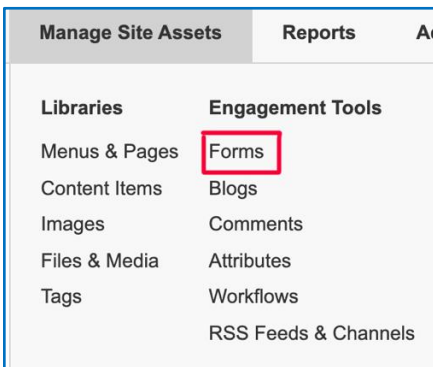 Manage Site Assets Reports
Libraries Engagement Tools
Menus & Pages Forms
Content Items Blogs
Images Comments
Files & Media Attributes
Tags Workflows
RSS Feeds & Channels